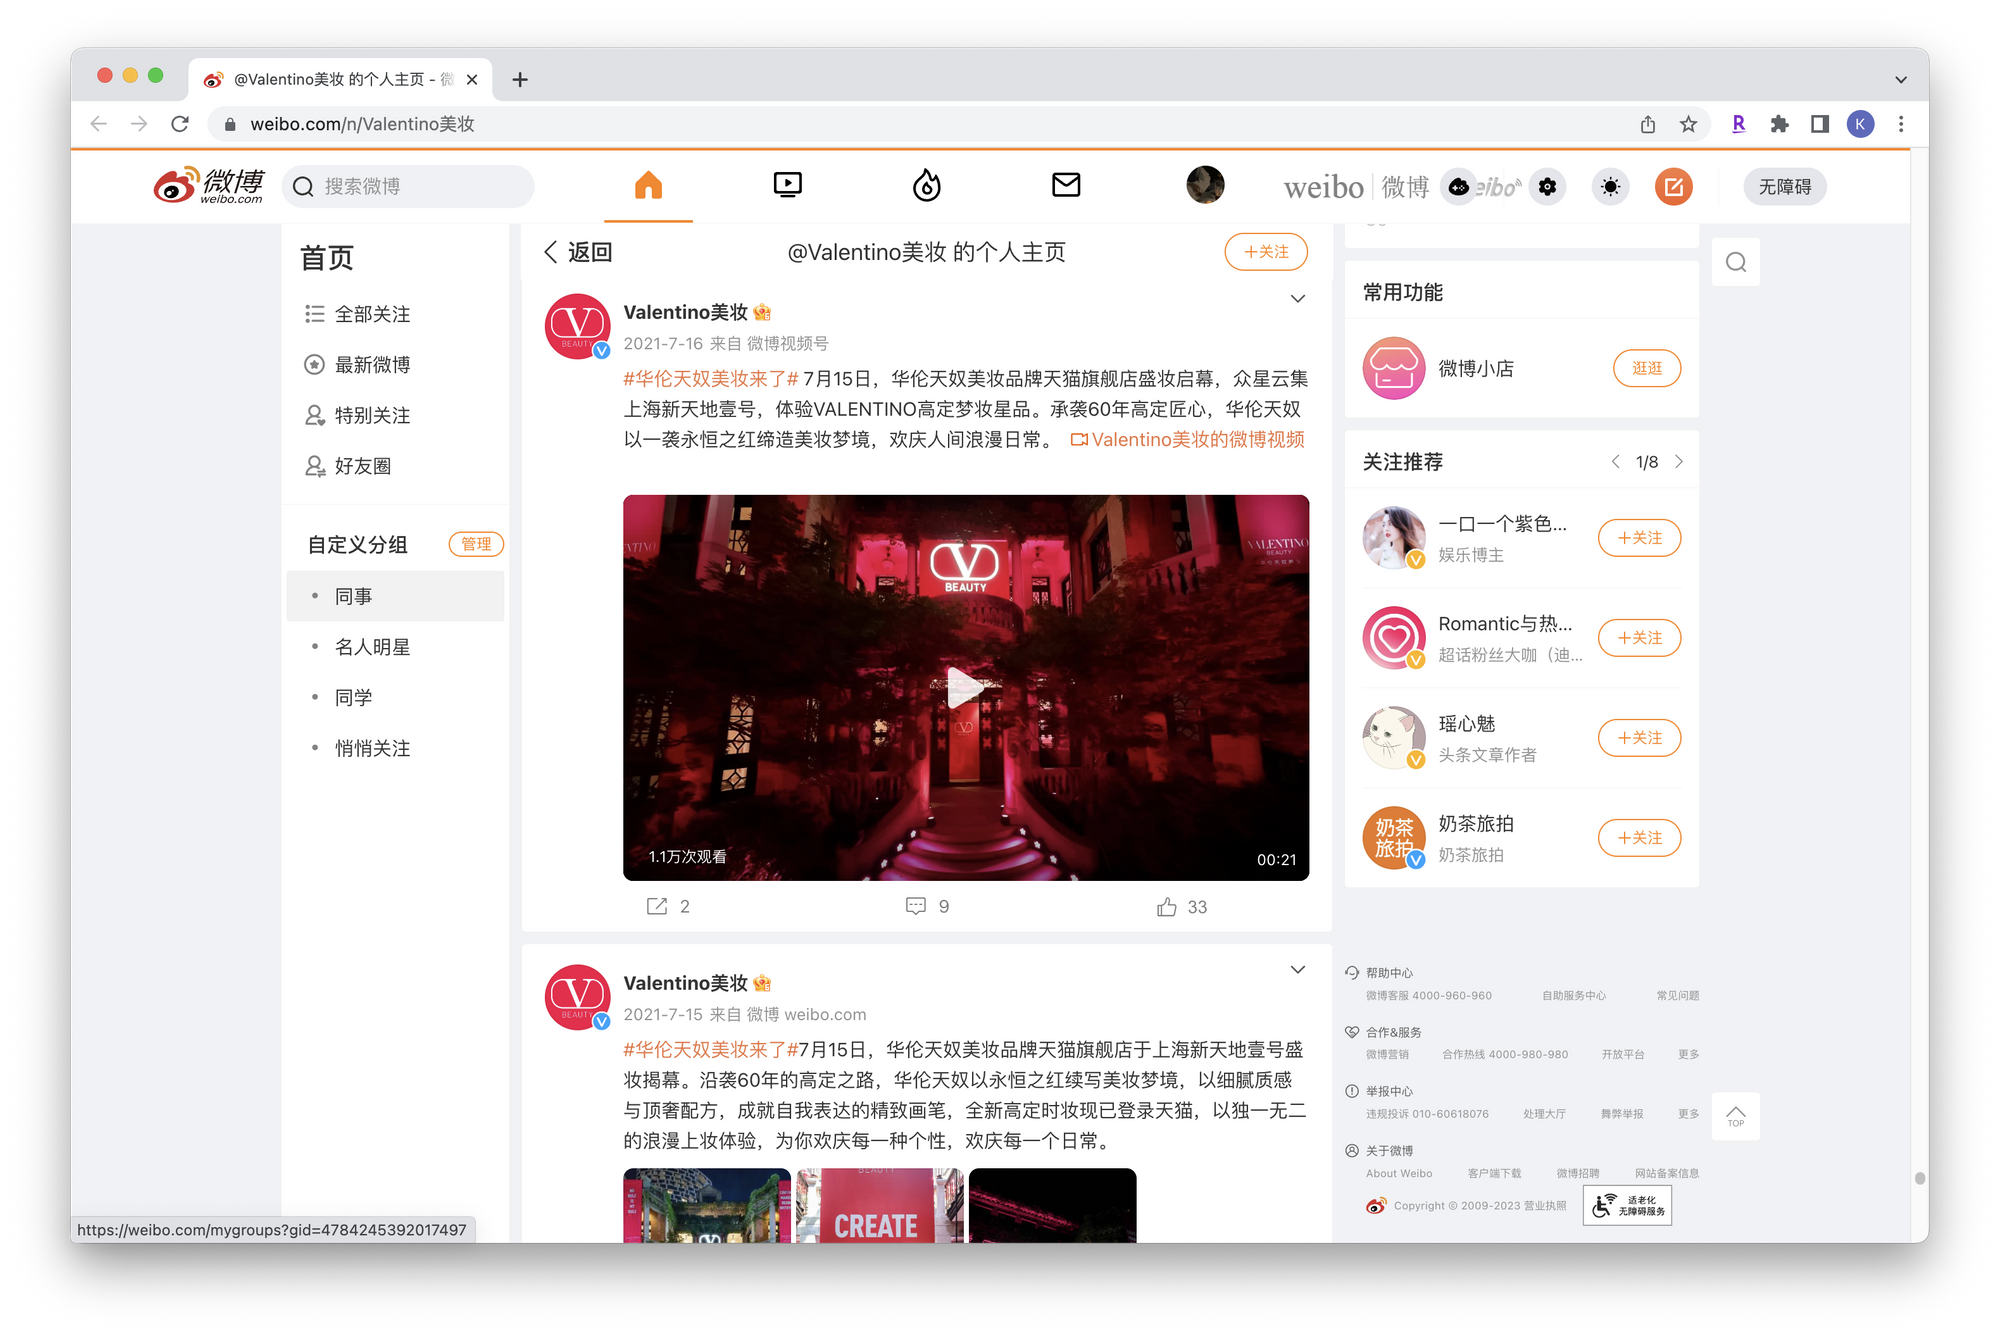 @Valentino美妆 的个人主页 - 微
weibo.com/n/Valentino美妆
R
K
微博
weibo.com
搜索微博
weibo 微博
eibo
无障碍
首页
全部关注
最新微博
特别关注
好友圈
自定义分组
管理
同事
名人明星
同学
悄悄关注
返回
@Valentino美妆 的个人主页
+关注
V
BEAUTY
Valentino美妆
2021-7-16 来自 微博视频号
#华伦天奴美妆来了# 7月15日，华伦天奴美妆品牌天猫旗舰店盛妆启幕，众星云集
上海新天地壹号，体验VALENTINO高定梦妆星品。承袭60年高定匠心，华伦天奴
以一袭永恒之红缔造美妆梦境，欢庆人间浪漫日常。 Valentino美妆的微博视频
V
BEAUTY
VALENTINO
BEAUTY
1.1万次观看
00:21
2
9
33
V
BEAUTY
Valentino美妆
2021-7-15 来自 微博 weibo.com
#华伦天奴美妆来了#7月15日，华伦天奴美妆品牌天猫旗舰店于上海新天地壹号盛
妆揭幕。沿袭60年的高定之路，华伦天奴以永恒之红续写美妆梦境，以细腻质感
与顶奢配方，成就自我表达的精致画笔，全新高定时妆现已登录天猫，以独一无二
的浪漫上妆体验，为你欢庆每一种个性，欢庆每一个日常。
BEAUTY
CREATE
常用功能
微博小店
逛逛
关注推荐
1/8
一口一个紫色...
娱乐博主
+关注
Romantic与热...
超话粉丝大咖（迪...
+关注
瑶心魅
头条文章作者
+关注
奶茶
旅拍
奶茶旅拍
奶茶旅拍
+关注
帮助中心
微博客服 4000-960-960 自助服务中心 常见问题
合作&服务
微博营销 合作热线 4000-980-980 开放平台 更多
举报中心
违规投诉 010-60618076 处理大厅 舞弊举报 更多
关于微博
About Weibo 客户端下载 微博招聘 网站备案信息
Copyright © 2009-2023 营业执照
适老化
无障碍服务
TOP
https://weibo.com/mygroups?gid=4784245392017497